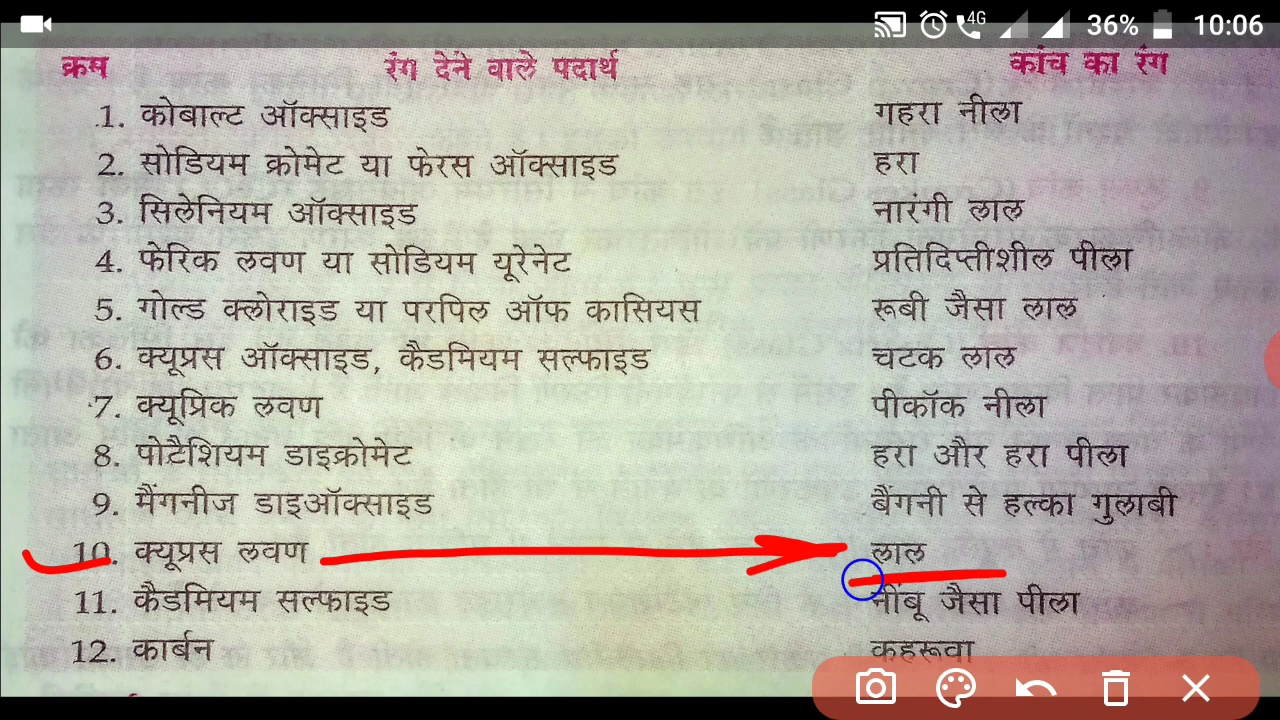 4G 36% 10:06
क्रम रंग देंने वाले पदार्थ कांच का रंग
1. कोबाल्ट ऑक्साइड गहरा नीला
2. सोडियम क्रोमेट या फेरस ऑक्साइड हरा
3. सिलेनियम ऑक्साइड नारंगी लाल
4. फेरिक लवण या सोडियम यूरेनेट प्रतिदिप्तीशील पीला
5. गोल्ड क्लोराइड या परपिल ऑफ कासियस रूबी जैसा लाल
6. क्यूप्रस ऑक्साइड, कैडमियम सल्फाइड चटक लाल
7. क्यूप्रिक लवण पीकॉक नीला
8. पोटैशियम डाइक्रोमेट हरा और हरा पीला
9. मैंगनीज डाइऑक्साइड बैंगनी से हल्का गुलाबी
10. क्यूप्रस लवण लाल
11. कैडमियम सल्फाइड नींबू जैसा पीला
12. कार्बन कहरूवा